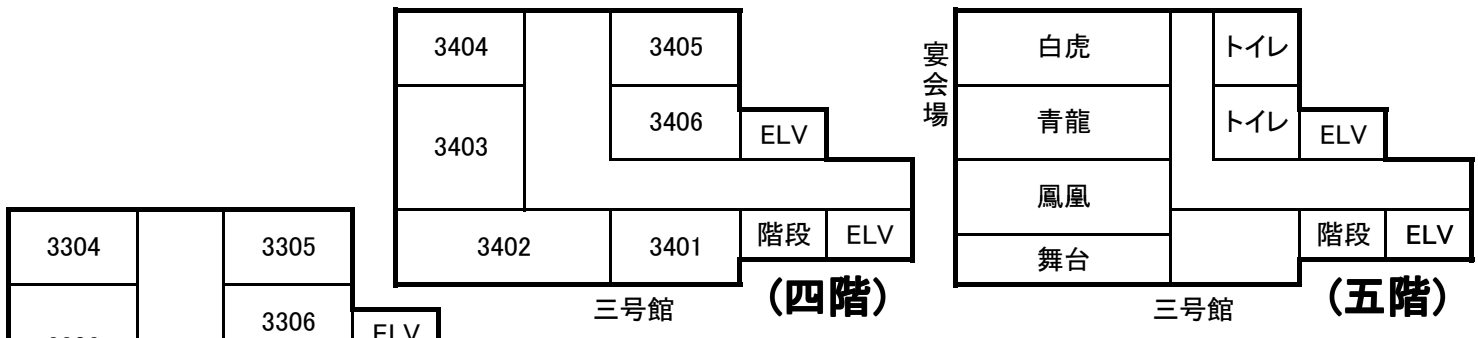 3404
3405
3403
3406
ELV
3402
3401
階段
ELV
三号館
(四階)
宴会場
白虎
トイレ
青龍
トイレ
ELV
鳳凰
舞台
階段
ELV
三号館
(五階)
3304
3305
3306
ELV